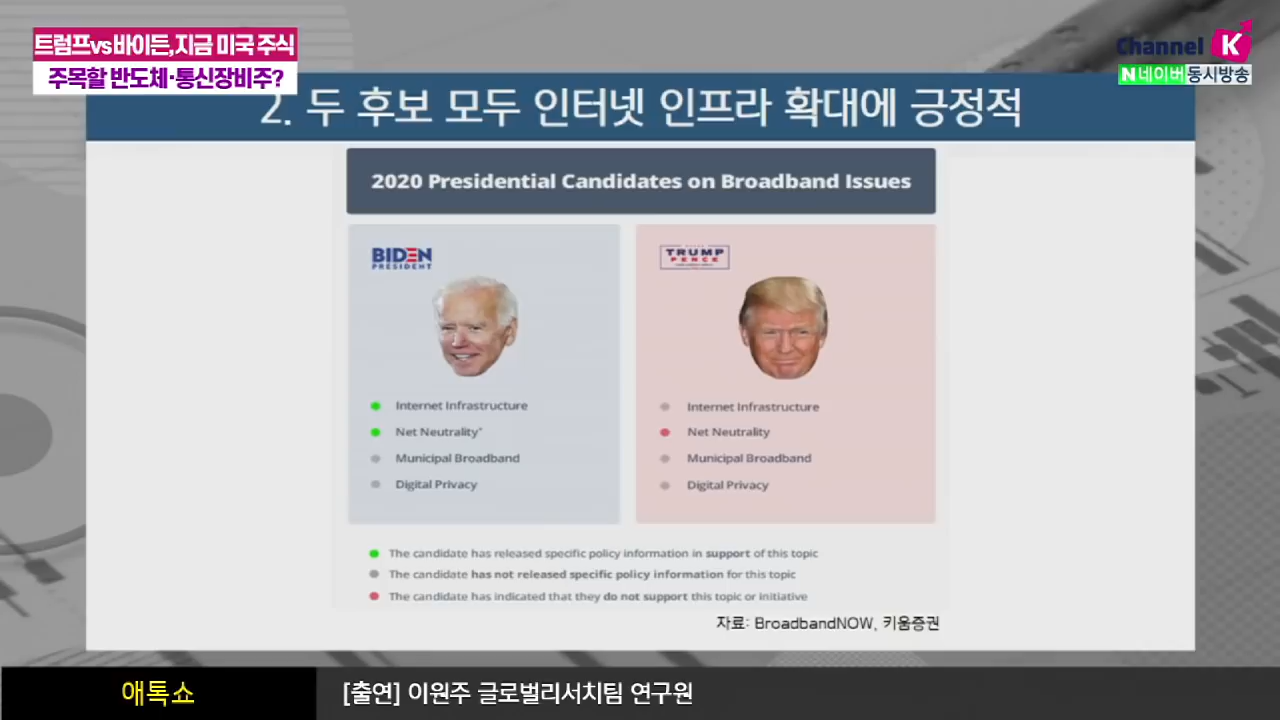 트럼프vs바이든,지금 미국 주식
주목할 반도체·통신장비주?
Channel K
N 네이버 동시방송
2. 두 후보 모두 인터넷 인프라 확대에 긍정적
2020 Presidential Candidates on Broadband Issues
BIDEN
PRESIDENT
Internet Infrastructure
Net Neutrality*
Municipal Broadband
Digital Privacy
TRUMP
PENCE
Internet Infrastructure
Net Neutrality
Municipal Broadband
Digital Privacy
The candidate has released specific policy information in support of this topic
The candidate has not released specific policy information for this topic
The candidate has indicated that they do not support this topic or initiative
자료: BroadbandNOW, 키움증권
애톡쇼
[출연] 이원주 글로벌리서치팀 연구원